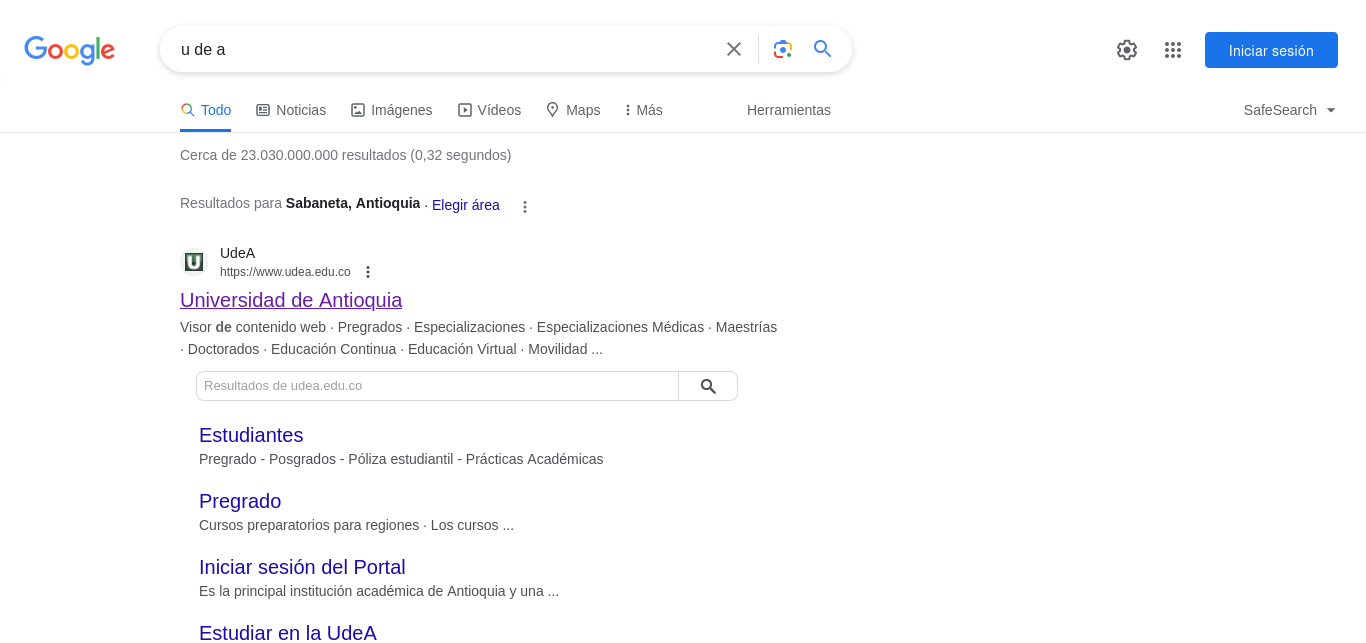 Google
u de a
Iniciar sesión
Todo Noticias Imágenes Vídeos Maps Más Herramientas SafeSearch
Cerca de 23.030.000.000 resultados (0,32 segundos)
Resultados para Sabaneta, Antioquia · Elegir área
UdeA
https://www.udea.edu.co
Universidad de Antioquia
Visor de contenido web · Pregrados · Especializaciones · Especializaciones Médicas · Maestrías
· Doctorados · Educación Continua · Educación Virtual · Movilidad ...
Resultados de udea.edu.co
Estudiantes
Pregrado - Posgrados - Póliza estudiantil - Prácticas Académicas
Pregrado
Cursos preparatorios para regiones · Los cursos ...
Iniciar sesión del Portal
Es la principal institución académica de Antioquia y una ...
Estudiar en la UdeA